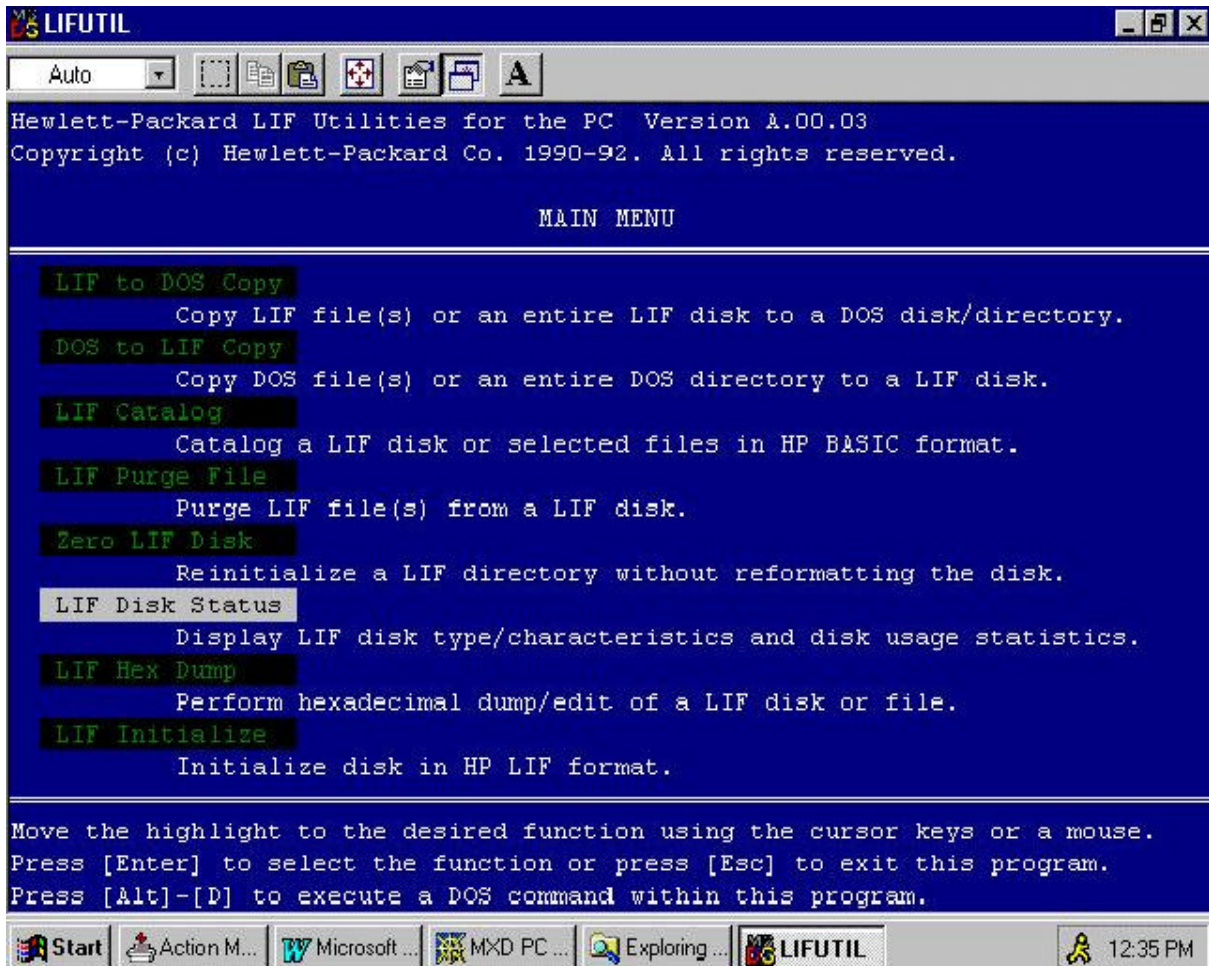 LIFUTIL
Auto
A
Hewlett-Packard LIF Utilities for the PC  Version A.00.03
Copyright (c) Hewlett-Packard Co. 1990-92. All rights reserved.
MAIN MENU
LIF to DOS Copy
Copy LIF file(s) or an entire LIF disk to a DOS disk/directory.
DOS to LIF Copy
Copy DOS file(s) or an entire DOS directory to a LIF disk.
LIF Catalog
Catalog a LIF disk or selected files in HP BASIC format.
LIF Purge File
Purge LIF file(s) from a LIF disk.
Zero LIF Disk
Reinitialize a LIF directory without reformatting the disk.
LIF Disk Status
Display LIF disk type/characteristics and disk usage statistics.
LIF Hex Dump
Perform hexadecimal dump/edit of a LIF disk or file.
LIF Initialize
Initialize disk in HP LIF format.
Move the highlight to the desired function using the cursor keys or a mouse.
Press [Enter] to select the function or press [Esc] to exit this program.
Press [Alt]-[D] to execute a DOS command within this program.
Start Action M... Microsoft ... MXD PC ... Exploring ... LIFUTIL 12:35 PM